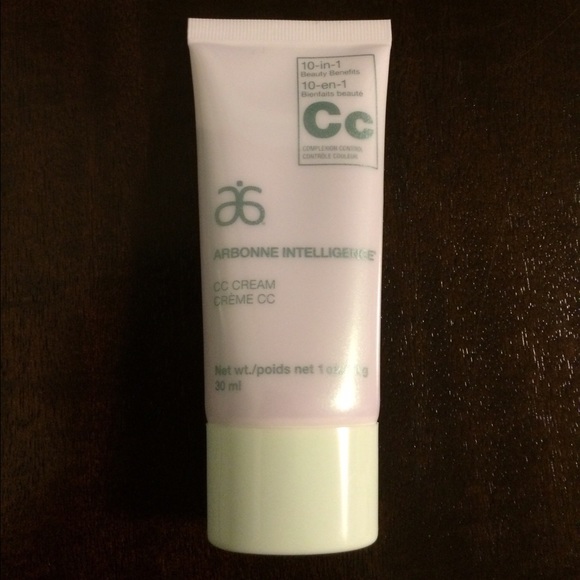 10-in-1
Beauty Benefits
10-en-1
Bienfaits beauté
Cc
COMPLEXION CONTROL
CONTRÔLE COULEUR
ARBONNE INTELLIGENCE®
CC CREAM
CRÈME CC
Net wt./poids net 1 oz. g
30 ml